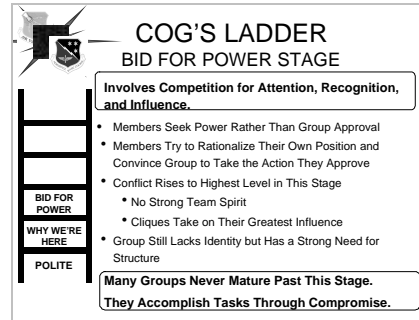 COG'S LADDER
BID FOR POWER STAGE
Involves Competition for Attention, Recognition,
and Influence.
• Members Seek Power Rather Than Group Approval
• Members Try to Rationalize Their Own Position and
Convince Group to Take the Action They Approve
• Conflict Rises to Highest Level in This Stage
• No Strong Team Spirit
• Cliques Take on Their Greatest Influence
• Group Still Lacks Identity but Has a Strong Need for
Structure
BID FOR
POWER
WHY WE'RE
HERE
POLITE
Many Groups Never Mature Past This Stage.
They Accomplish Tasks Through Compromise.